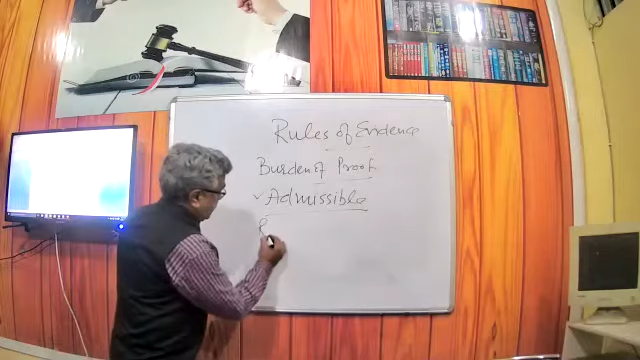 Rules of Evidence
Burden of Proof
✓ Admissible